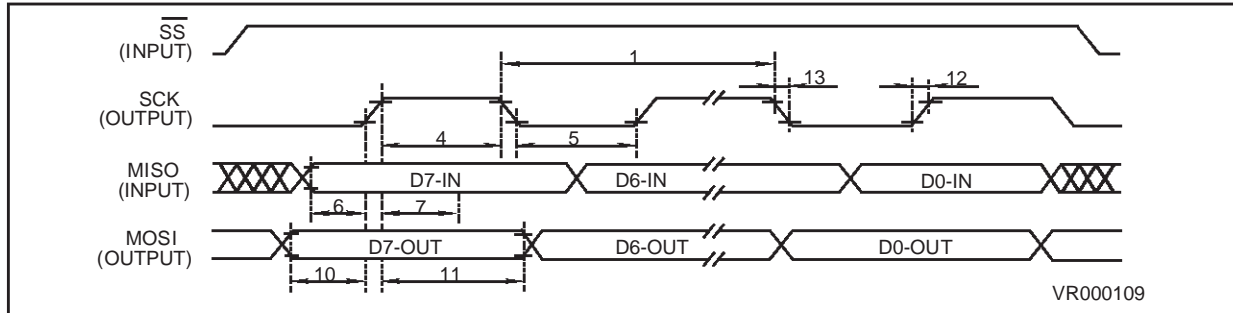 SS
(INPUT)
1
13
12
SCK
(OUTPUT)
4
5
MISO
(INPUT)
D7-IN
D6-IN
D0-IN
6
7
MOSI
(OUTPUT)
D7-OUT
D6-OUT
D0-OUT
10
11
VR000109